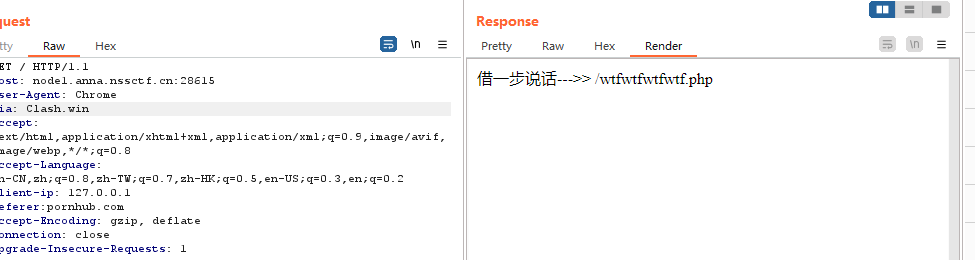 quest
Response
tty Raw Hex \n
Pretty Raw Hex Render \n
ET / HTTP/1.1
ost: node1.anna.nssctf.cn:28615
ser-Agent: Chrome
ia: Clash.win
ccept:
ext/html,application/xhtml+xml,application/xml;q=0.9,image/avif,
mage/webp,*/*;q=0.8
ccept-Language:
h-CN,zh;q=0.8,zh-TW;q=0.7,zh-HK;q=0.5,en-US;q=0.3,en;q=0.2
lient-ip: 127.0.0.1
eferer:pornhub.com
ccept-Encoding: gzip, deflate
onnection: close
pgrade-Insecure-Requests: 1
借一步说话--->> /wtfwtfwtfwtf.php